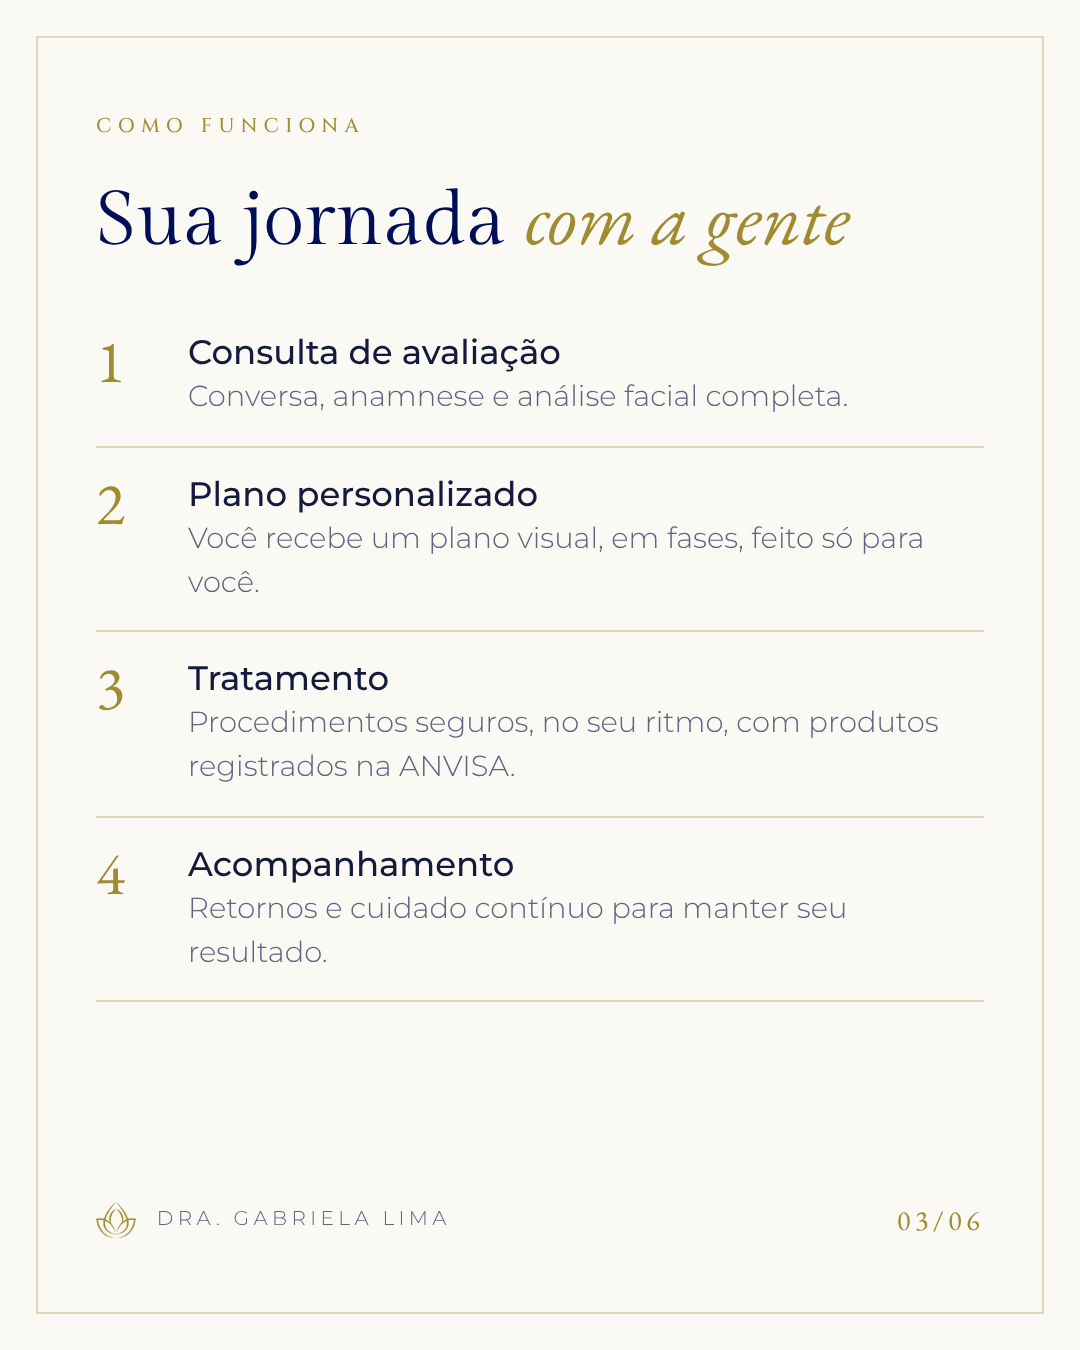 COMO FUNCIONA
Sua jornada com a gente
1
Consulta de avaliação
Conversa, anamnese e análise facial completa.
2
Plano personalizado
Você recebe um plano visual, em fases, feito só para
você.
3
Tratamento
Procedimentos seguros, no seu ritmo, com produtos
registrados na ANVISA.
4
Acompanhamento
Retornos e cuidado contínuo para manter seu
resultado.
DRA. GABRIELA LIMA
03/06